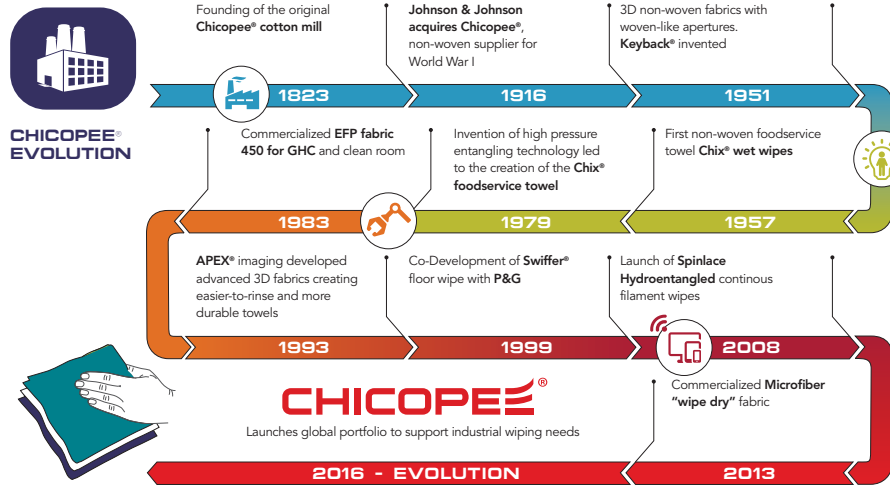 CHICOPEE®
EVOLUTION
Founding of the original
Chicopee® cotton mill
1823
Johnson & Johnson
acquires Chicopee®,
non-woven supplier for
World War I
1916
3D non-woven fabrics with
woven-like apertures.
Keyback® invented
1951
First non-woven foodservice
towel Chix® wet wipes
1957
Invention of high pressure
entangling technology led
to the creation of the Chix®
foodservice towel
1979
Commercialized EFP fabric
450 for GHC and clean room
1983
APEX® imaging developed
advanced 3D fabrics creating
easier-to-rinse and more
durable towels
1993
Co-Development of Swiffer®
floor wipe with P&G
1999
Launch of Spinlace
Hydroentangled continous
filament wipes
2008
Commercialized Microfiber
"wipe dry" fabric
2013
CHICOPEE®
Launches global portfolio to support industrial wiping needs
2016 - EVOLUTION